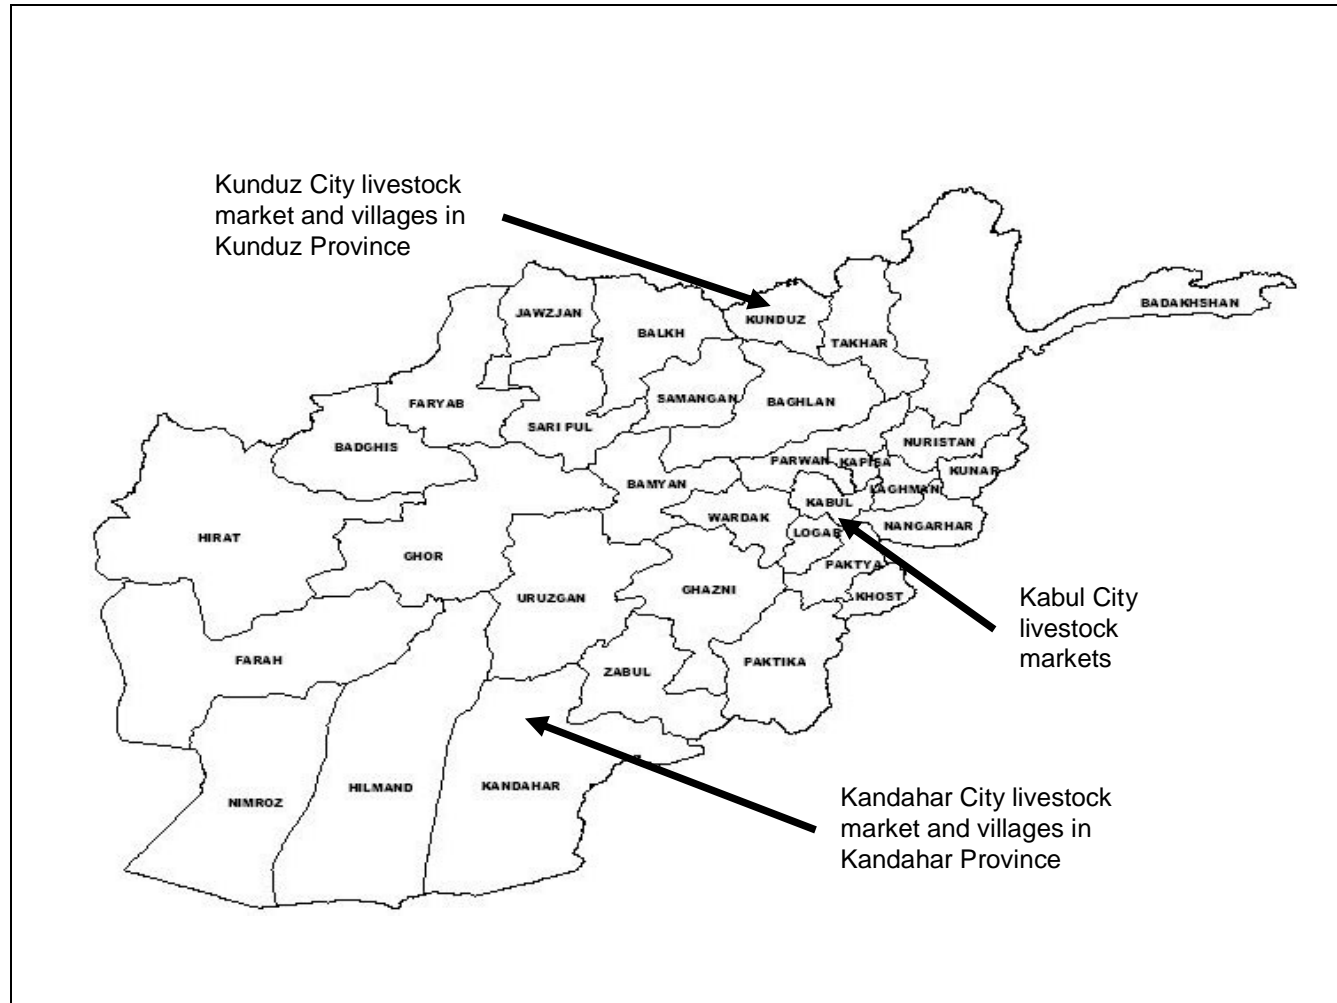 Kunduz City livestock
market and villages in
Kunduz Province
BADAKHSHAN
JAWZJAN
KUNDUZ
BALKH
TAKHAR
SAMANGAN
FARYAB
BAGHLAN
SARI PUL
BADGHIS
NURISTAN
PARWAN
KAPISA
KUNAR
BAMYAN
LAGHMAN
KABUL
WARDAK
NANGARHAR
LOGAR
HIRAT
GHOR
PAKTYA
GHAZNI
URUZGAN
KHOST
Kabul City
livestock
markets
FARAH
PAKTIKA
ZABUL
KANDAHAR
HILMAND
NIMROZ
Kandahar City livestock
market and villages in
Kandahar Province